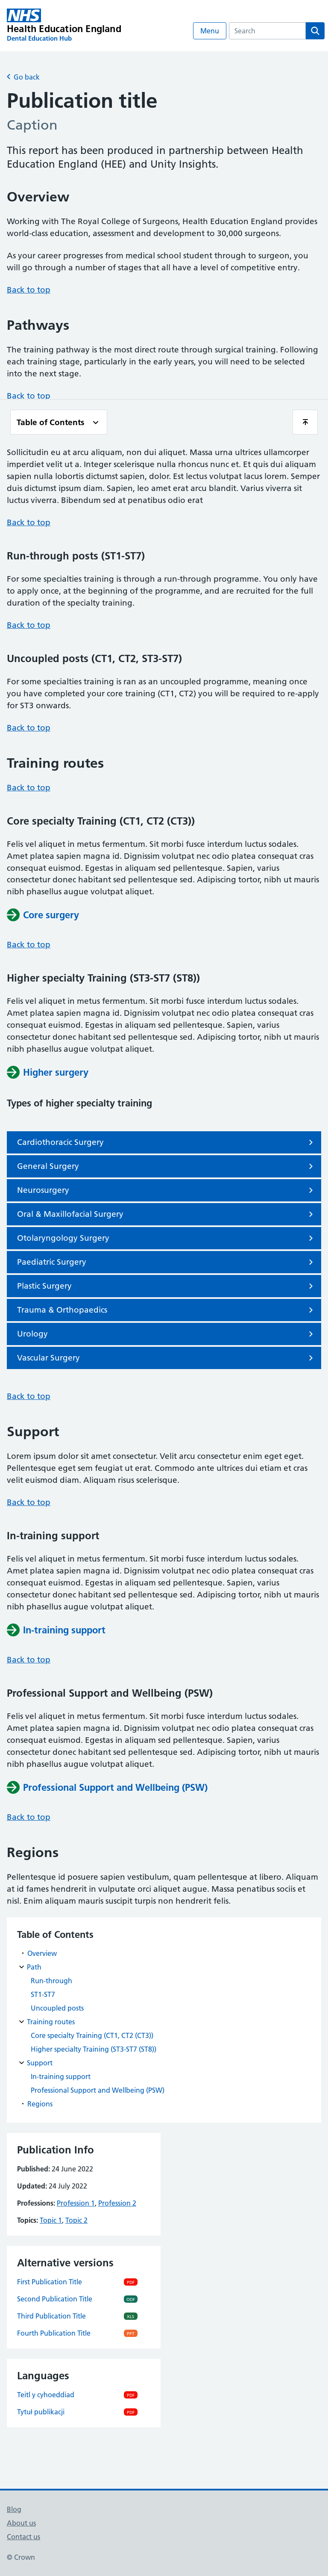 NHS
Health Education England
Dental Education Hub
Menu
Search
Go back
Publication title
Caption
This report has been produced in partnership between Health
Education England (HEE) and Unity Insights.
Overview
Working with The Royal College of Surgeons, Health Education England provides
world-class education, assessment and development to 30,000 surgeons.
As your career progresses from medical school student through to surgeon, you
will go through a number of stages that all have a level of competitive entry.
Back to top
Pathways
The training pathway is the most direct route through surgical training. Following
each training stage, particularly in the early years, you will need to be selected
into the next stage.
Back to top
Table of Contents
Sollicitudin eu at arcu aliquam, non dui aliquet. Massa urna ultrices ullamcorper
imperdiet velit ut a. Integer scelerisque nulla rhoncus nunc et. Et quis dui aliquam
sapien nulla lobortis dictumst sapien, dolor. Est lectus volutpat lacus lorem. Semper
duis dictumst ipsum diam. Sapien, leo amet erat arcu blandit. Varius viverra sit
luctus viverra. Bibendum sed at penatibus odio erat
Back to top
Run-through posts (ST1-ST7)
For some specialties training is through a run-through programme. You only have
to apply once, at the beginning of the programme, and are recruited for the full
duration of the specialty training.
Back to top
Uncoupled posts (CT1, CT2, ST3-ST7)
For some specialties training is ran as an uncoupled programme, meaning once
you have completed your core training (CT1, CT2) you will be required to re-apply
for ST3 onwards.
Back to top
Training routes
Back to top
Core specialty Training (CT1, CT2 (CT3))
Felis vel aliquet in metus fermentum. Sit morbi fusce interdum luctus sodales.
Amet platea sapien magna id. Dignissim volutpat nec odio platea consequat cras
consequat euismod. Egestas in aliquam sed pellentesque. Sapien, varius
consectetur donec habitant sed pellentesque sed. Adipiscing tortor, nibh ut mauris
nibh phasellus augue volutpat aliquet.
Core surgery
Back to top
Higher specialty Training (ST3-ST7 (ST8))
Felis vel aliquet in metus fermentum. Sit morbi fusce interdum luctus sodales.
Amet platea sapien magna id. Dignissim volutpat nec odio platea consequat cras
consequat euismod. Egestas in aliquam sed pellentesque. Sapien, varius
consectetur donec habitant sed pellentesque sed. Adipiscing tortor, nibh ut mauris
nibh phasellus augue volutpat aliquet.
Higher surgery
Types of higher specialty training
Cardiothoracic Surgery
General Surgery
Neurosurgery
Oral & Maxillofacial Surgery
Otolaryngology Surgery
Paediatric Surgery
Plastic Surgery
Trauma & Orthopaedics
Urology
Vascular Surgery
Back to top
Support
Lorem ipsum dolor sit amet consectetur. Velit arcu consectetur enim eget eget.
Pellentesque eget enim se feugiat ut volutpat. Commodo ante ultrices dui etiam et cras
velit euismod diam. Aliquam risus scelerisque.
Back to top
In-training support
Felis vel aliquet in metus fermentum. Sit morbi fusce interdum luctus sodales.
Amet platea sapien magna id. Dignissim volutpat nec odio platea consequat cras
consequat euismod. Egestas in aliquam sed pellentesque. Sapien, varius
consectetur donec habitant sed pellentesque sed. Adipiscing tortor, nibh ut mauris
nibh phasellus augue volutpat aliquet.
In-training support
Back to top
Professional Support and Wellbeing (PSW)
Felis vel aliquet in metus fermentum. Sit morbi fusce interdum luctus sodales.
Amet platea sapien magna id. Dignissim volutpat nec odio platea consequat cras
consequat euismod. Egestas in aliquam sed pellentesque. Sapien, varius
consectetur donec habitant sed pellentesque sed. Adipiscing tortor, nibh ut mauris
nibh phasellus augue volutpat aliquet.
Professional Support and Wellbeing (PSW)
Back to top
Regions
Pellentesque id posuere sapien vestibulum, quam pellentesque at libero. Aliquam
at id fames hendrerit in vulputate orci aliquet augue. Massa penatibus sociis et
nisl. Enim aliquam mauris suscipit turpis non hendrerit.
Table of Contents
Overview
Path
Run-through
ST1-ST7
Uncoupled posts
Training routes
Core specialty Training (CT1, CT2 (CT3))
Higher specialty Training (ST3-ST7 (ST8))
Support
In-training support
Professional Support and Wellbeing (PSW)
Regions
Publication Info
Published: 24 June 2022
Updated: 24 July 2022
Professions: Profession 1, Profession 2
Topics: Topic 1, Topic 2
Alternative versions
First Publication Title PDF
Second Publication Title ODF
Third Publication Title XLS
Fourth Publication Title PPT
Languages
Teitl y cyhoeddiad PDF
Tytuł publikacji PDF
Blog
About us
Contact us
© Crown